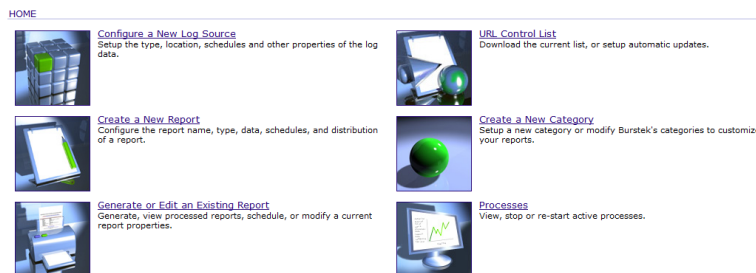 HOME
Configure a New Log Source
Setup the type, location, schedules and other properties of the log
data.
URL Control List
Download the current list, or setup automatic updates.
Create a New Report
Configure the report name, type, data, schedules, and distribution
of a report.
Create a New Category
Setup a new category or modify Burstek's categories to customize
your reports.
Generate or Edit an Existing Report
Generate, view processed reports, schedule, or modify a current
report properties.
Processes
View, stop or re-start active processes.